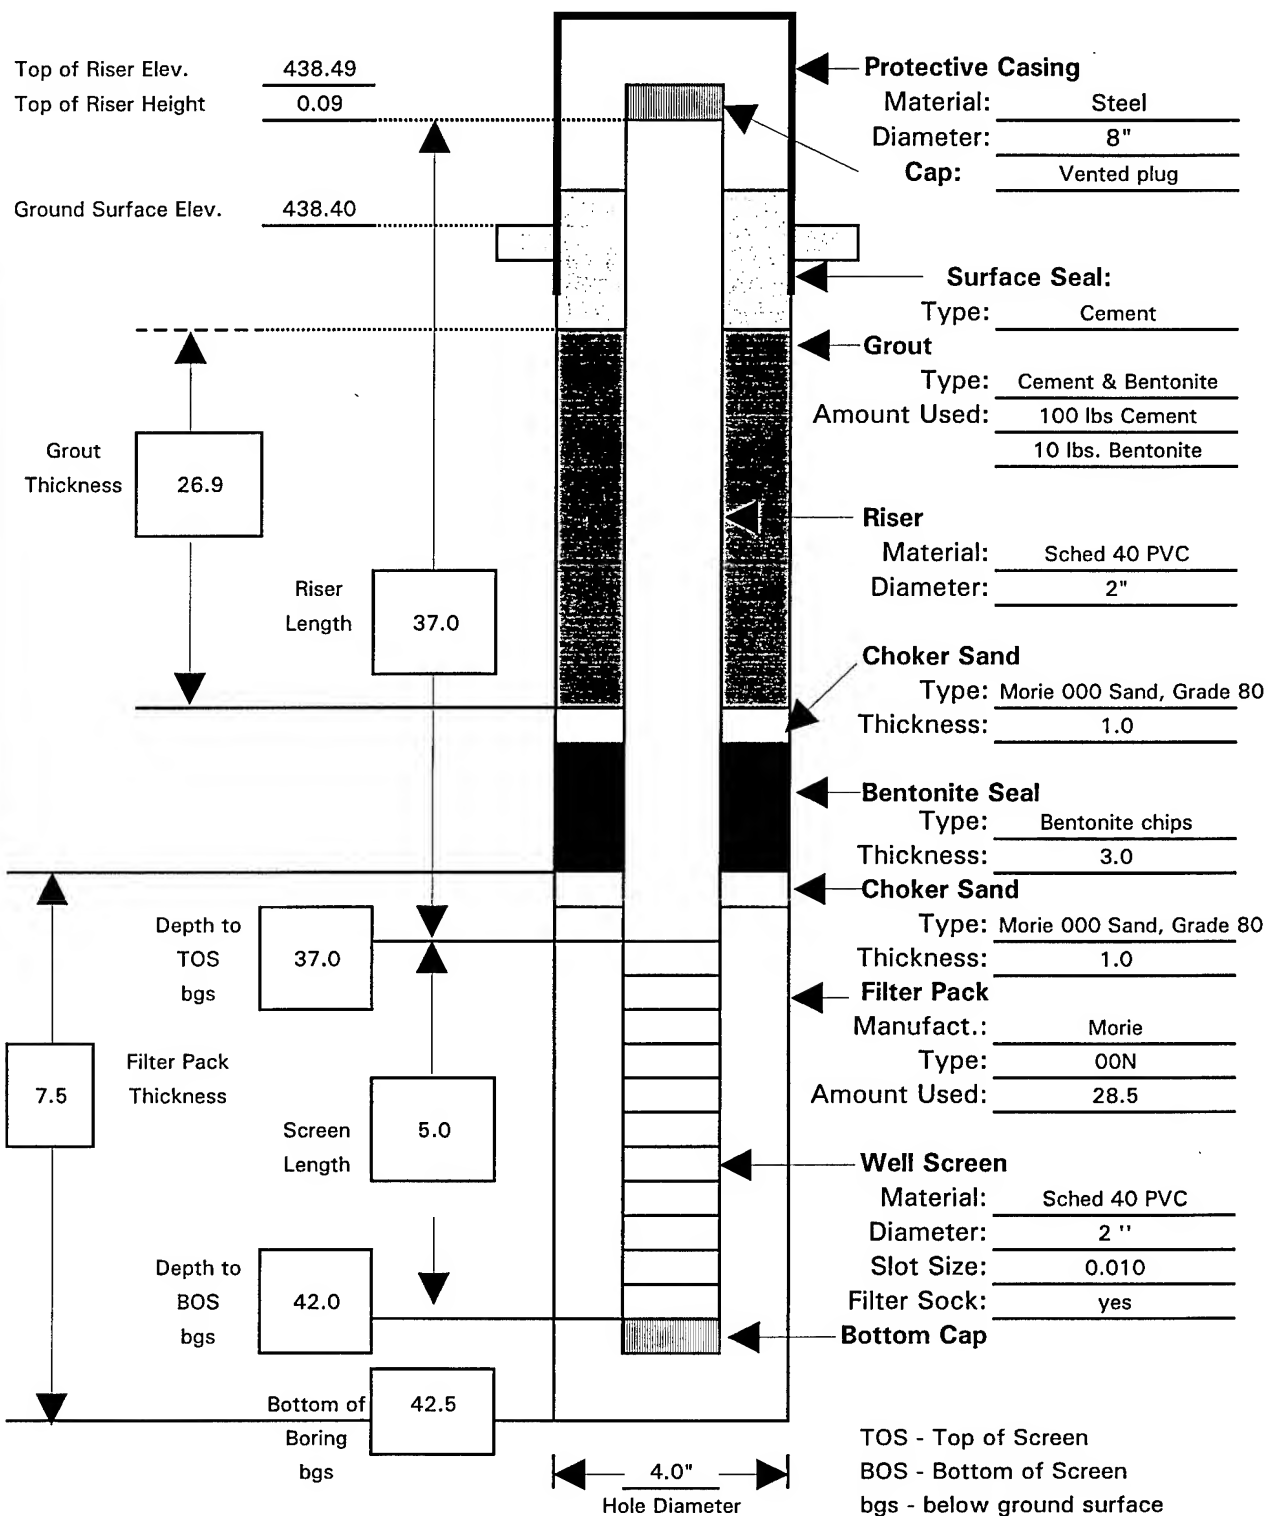 Top of Riser Elev. 438.49
Top of Riser Height 0.09
Ground Surface Elev. 438.40
Protective Casing
Material: Steel
Diameter: 8"
Cap: Vented plug
Surface Seal:
Type: Cement
Grout
Type: Cement & Bentonite
Amount Used: 100 lbs Cement
10 lbs. Bentonite
Grout
Thickness
26.9
Riser
Material: Sched 40 PVC
Diameter: 2"
Riser
Length
37.0
Choker Sand
Type: Morie 000 Sand, Grade 80
Thickness: 1.0
Bentonite Seal
Type: Bentonite chips
Thickness: 3.0
Choker Sand
Type: Morie 000 Sand, Grade 80
Thickness: 1.0
Depth to
TOS
bgs
37.0
Filter Pack
Manufact.: Morie
Type: 00N
Amount Used: 28.5
7.5
Filter Pack
Thickness
Screen
Length
5.0
Well Screen
Material: Sched 40 PVC
Diameter: 2 ''
Slot Size: 0.010
Filter Sock: yes
Bottom Cap
Depth to
BOS
bgs
42.0
Bottom of
Boring
bgs
42.5
4.0"
Hole Diameter
TOS - Top of Screen
BOS - Bottom of Screen
bgs - below ground surface